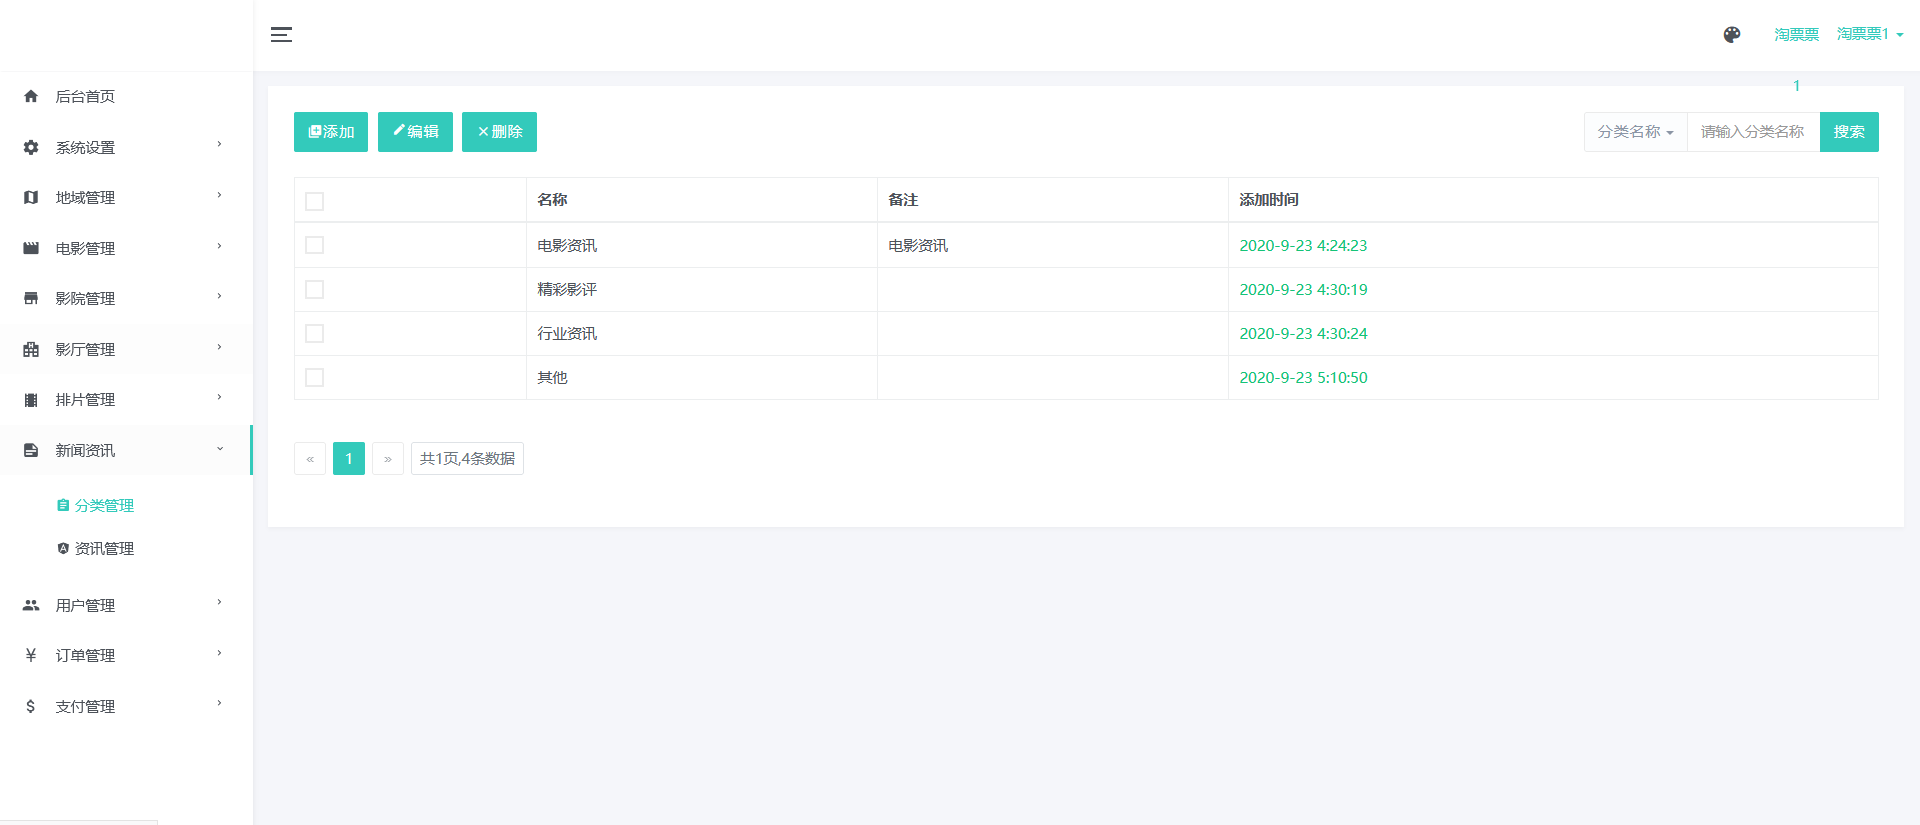 淘票票 淘票票1
1
后台首页
系统设置
地域管理
电影管理
影院管理
影厅管理
排片管理
新闻资讯
分类管理
资讯管理
用户管理
订单管理
支付管理
添加 编辑 删除
分类名称 请输入分类名称 搜索
名称 备注 添加时间
电影资讯 电影资讯 2020-9-23 4:24:23
精彩影评 2020-9-23 4:30:19
行业资讯 2020-9-23 4:30:24
其他 2020-9-23 5:10:50
« 1 » 共1页,4条数据